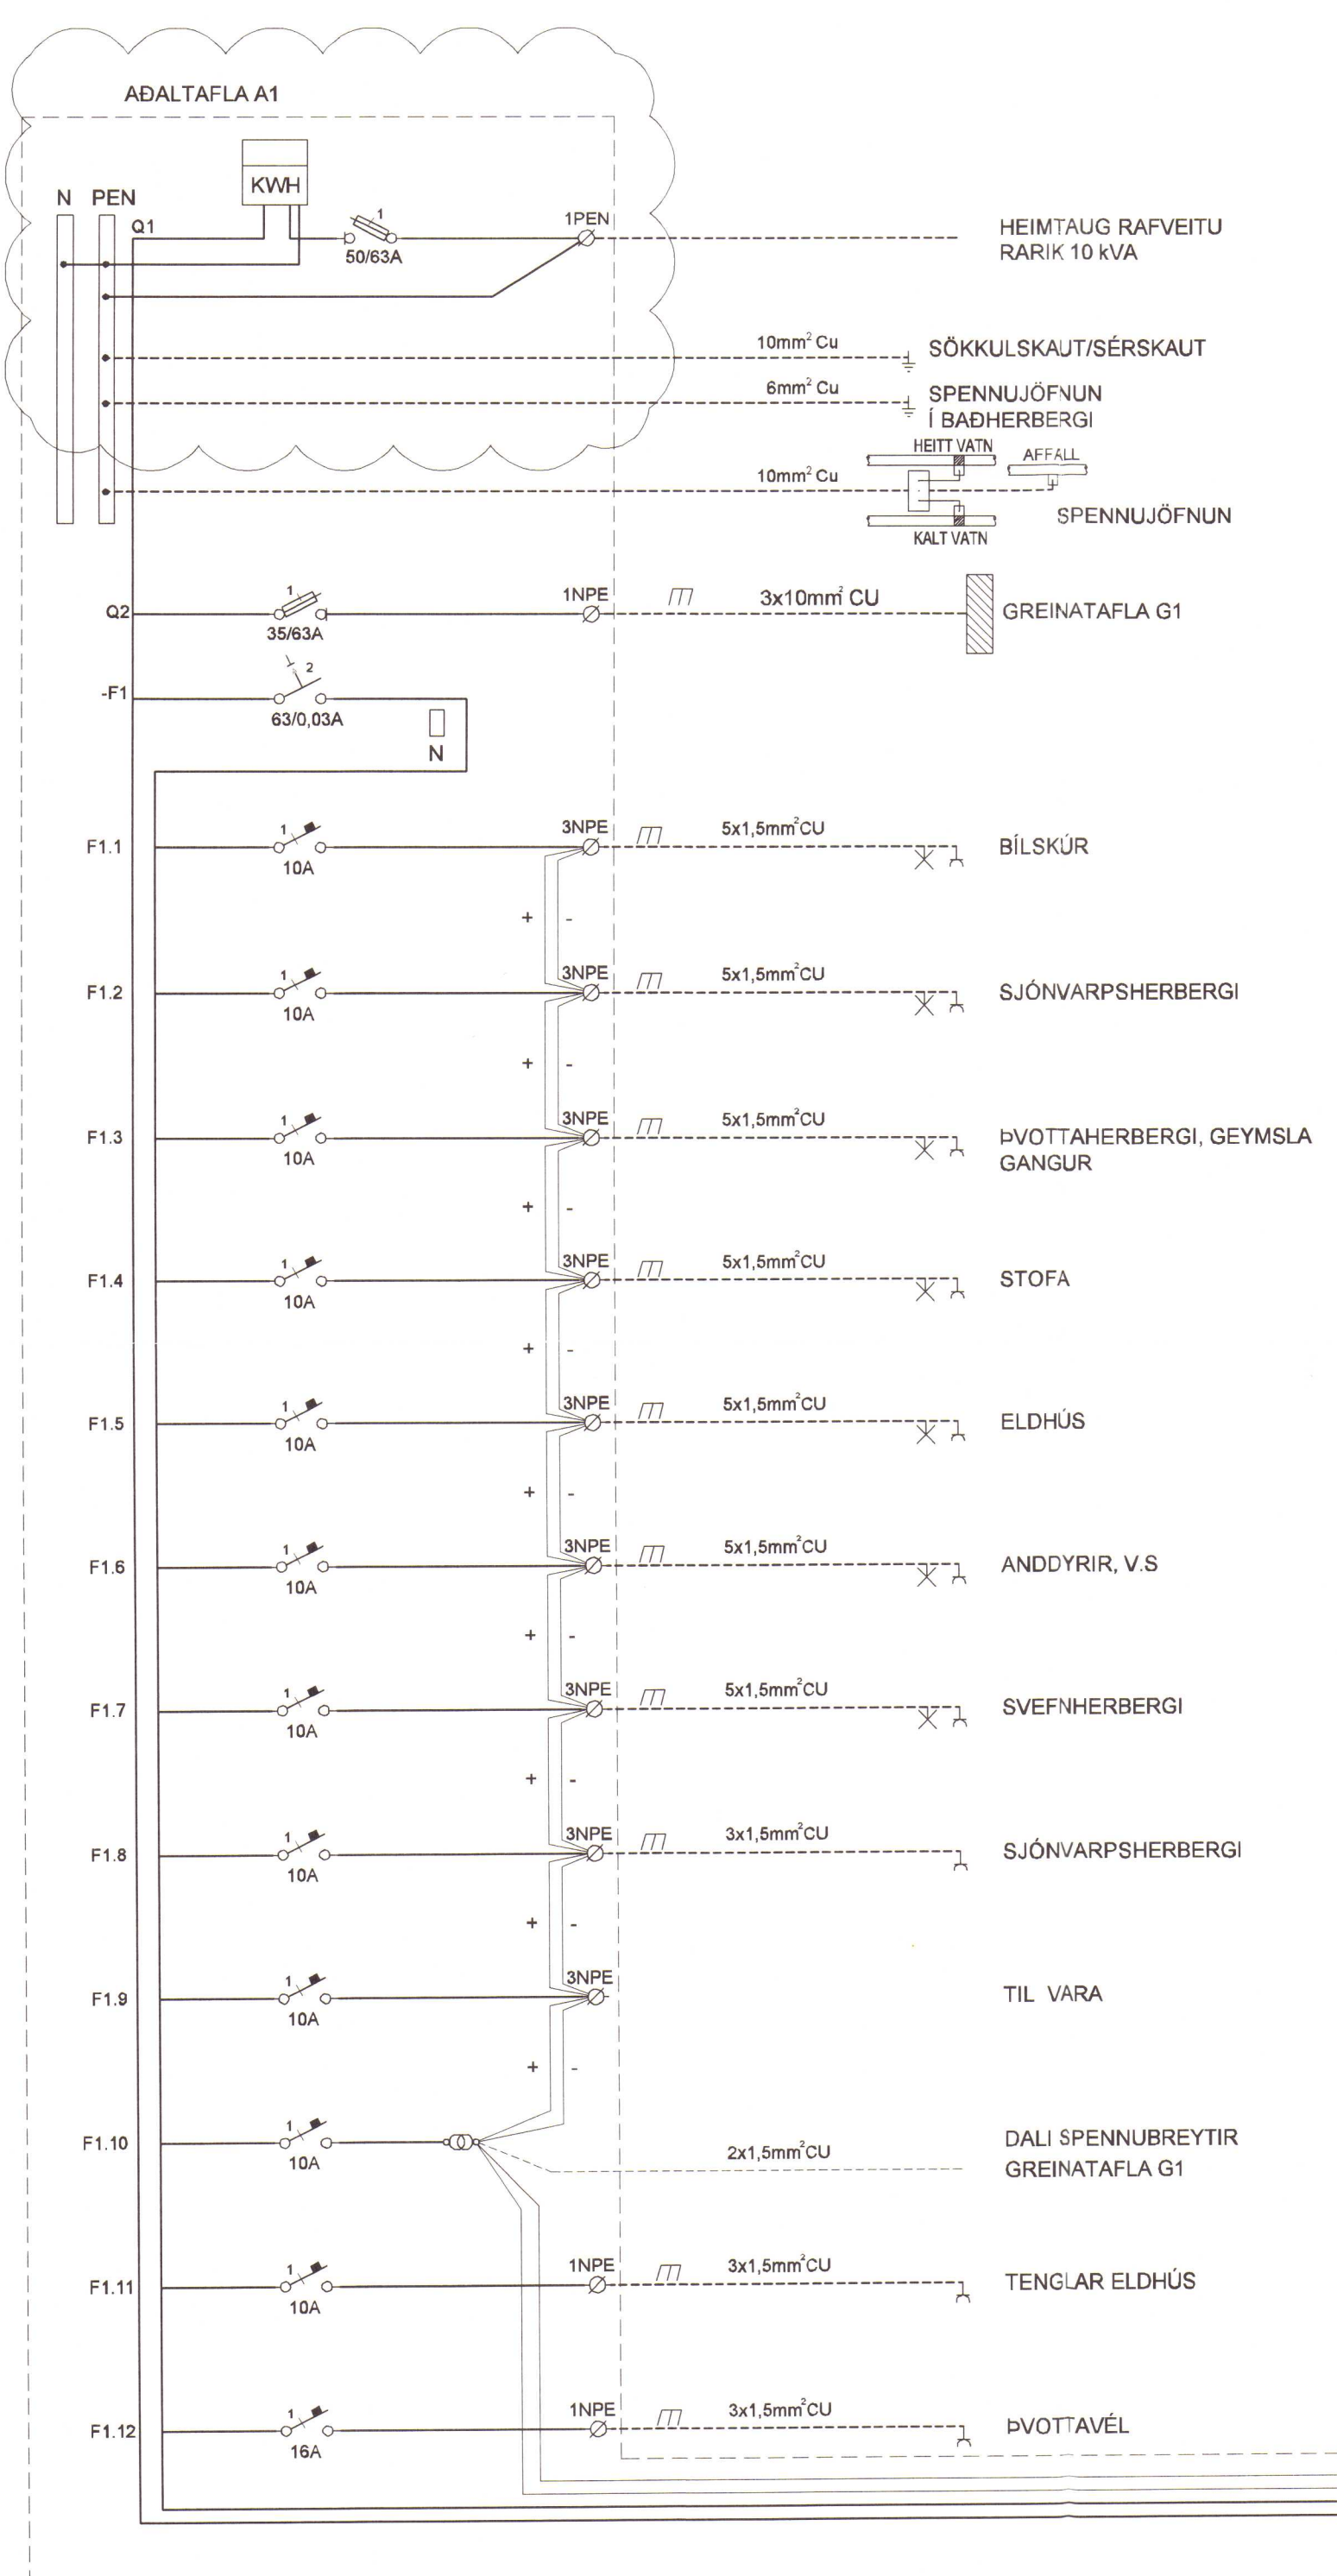 AÐALTAFLA A1
KWH
N PEN
Q1
1
50/63A
1PEN
HEIMTAUG RAFVEITU
RARIK 10 kVA
10mm² Cu
SÖKKULSKAUT/SÉRSKAUT
6mm² Cu
SPENNUJÖFNUN
Í BAÐHERBERGI
HEITT VATN
AFFALL
10mm² Cu
SPENNUJÖFNUN
KALT VATN
Q2
1
35/63A
1NPE
3x10mm² CU
GREINATAFLA G1
-F1
2
63/0,03A
N
F1.1
1
10A
3NPE
5x1,5mm²CU
BÍLSKÚR
+ -
F1.2
1
10A
3NPE
5x1,5mm²CU
SJÓNVARPSHERBERGI
+ -
F1.3
1
10A
3NPE
5x1,5mm²CU
ÞVOTTAHERBERGI, GEYMSLA
GANGUR
+ -
F1.4
1
10A
3NPE
5x1,5mm²CU
STOFA
+ -
F1.5
1
10A
3NPE
5x1,5mm²CU
ELDHÚS
+ -
F1.6
1
10A
3NPE
5x1,5mm²CU
ANDDYRIR, V.S
+ -
F1.7
1
10A
3NPE
5x1,5mm²CU
SVEFNHERBERGI
+ -
F1.8
1
10A
3NPE
3x1,5mm²CU
SJÓNVARPSHERBERGI
+ -
F1.9
1
10A
3NPE
TIL VARA
+ -
F1.10
1
10A
2x1,5mm²CU
DALI SPENNUBREYTIR
GREINATAFLA G1
F1.11
1
10A
1NPE
3x1,5mm²CU
TENGLAR ELDHÚS
F1.12
1
16A
1NPE
3x1,5mm²CU
ÞVOTTAVÉL